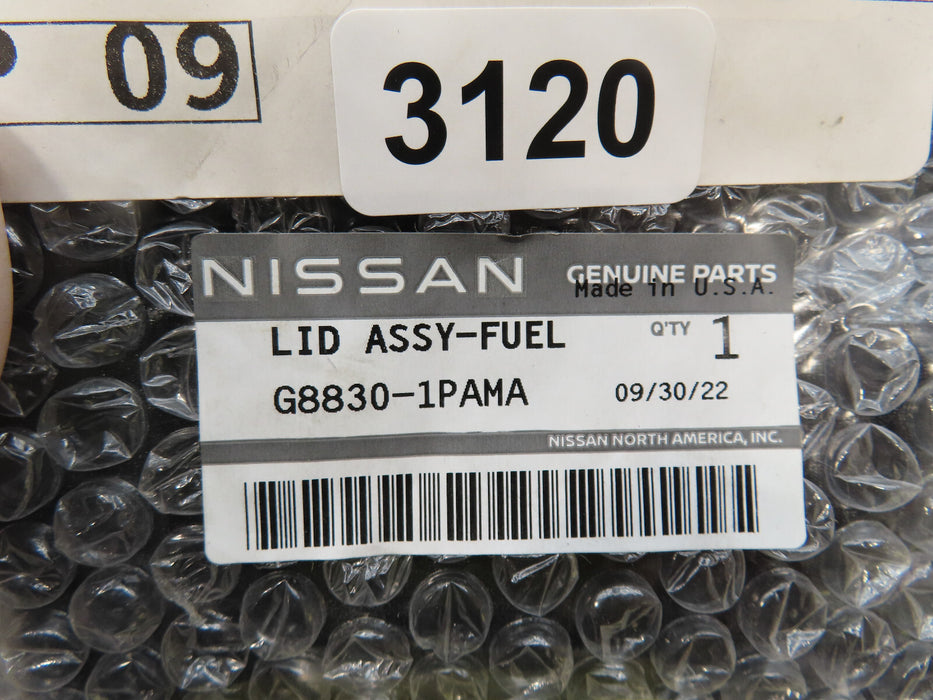 09
3120
NISSAN GENUINE PARTS
Made in U.S.A.
LID ASSY-FUEL Q'TY 1
G8830-1PAMA 09/30/22
NISSAN NORTH AMERICA, INC.